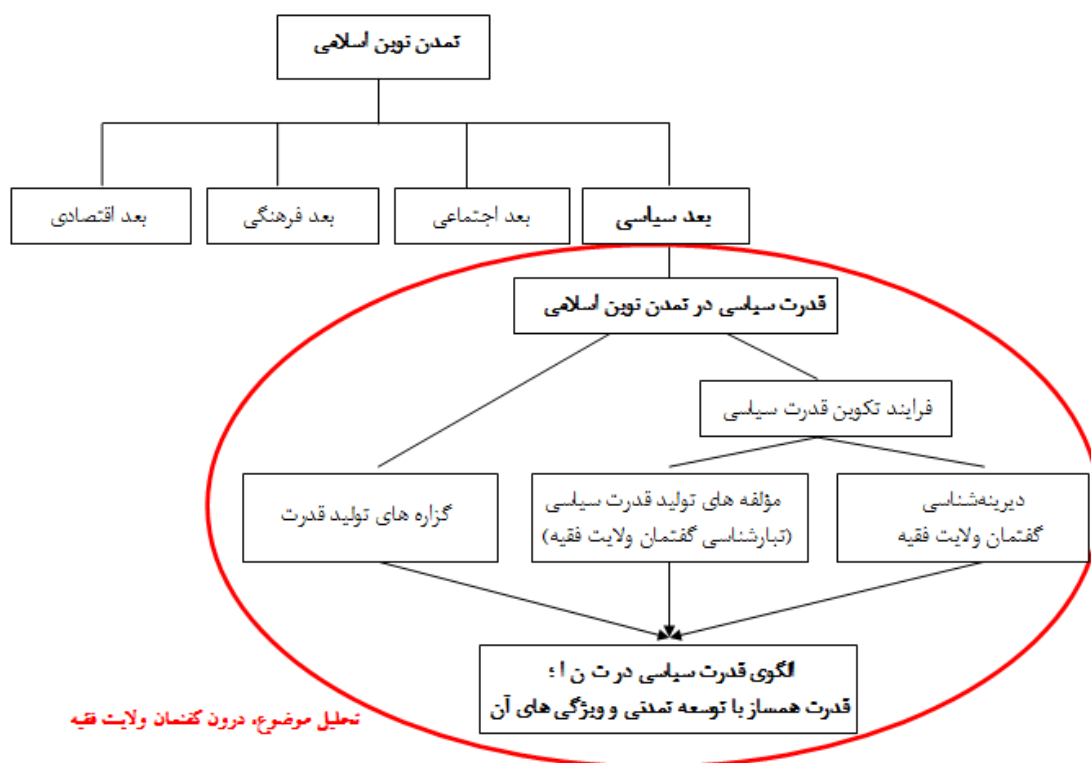 تمدن نوین اسلامی
بعد سیاسی
بعد اجتماعی
بعد فرهنگی
بعد اقتصادی
قدرت سیاسی در تمدن نوین اسلامی
فرایند تکوین قدرت سیاسی
دیرینه‌شناسی
گفتمان ولایت فقیه
مؤلفه های تولید قدرت سیاسی
(تبارشناسی گفتمان ولایت فقیه)
گزاره های تولید قدرت
الگوی قدرت سیاسی در ت ن ا ؛
قدرت همساز با توسعه تمدنی و ویژگی های آن
تحلیل موضوع، درون گفتمان ولایت فقیه